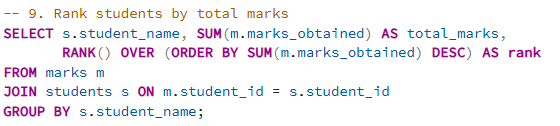 -- 9. Rank students by total marks
SELECT s.student_name, SUM(m.marks_obtained) AS total_marks,
       RANK() OVER (ORDER BY SUM(m.marks_obtained) DESC) AS rank
FROM marks m
JOIN students s ON m.student_id = s.student_id
GROUP BY s.student_name;